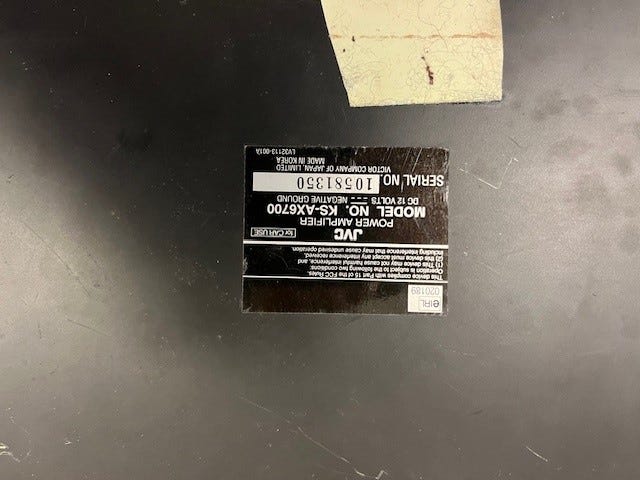 eIRL
020189
This device complies with Part 15 of the FCC Rules.
Operation is subject to the following two conditions:
(1) This device may not cause harmful interference, and
(2) this device must accept any interference received,
including interference that may cause undesired operation.
JVC
for CAR USE
POWER AMPLIFIER
MODEL NO. KS-AX6700
DC 12 VOLTS NEGATIVE GROUND
SERIAL NO. 10581350
VICTOR COMPANY OF JAPAN, LIMITED
MADE IN KOREA
LV32113-001A